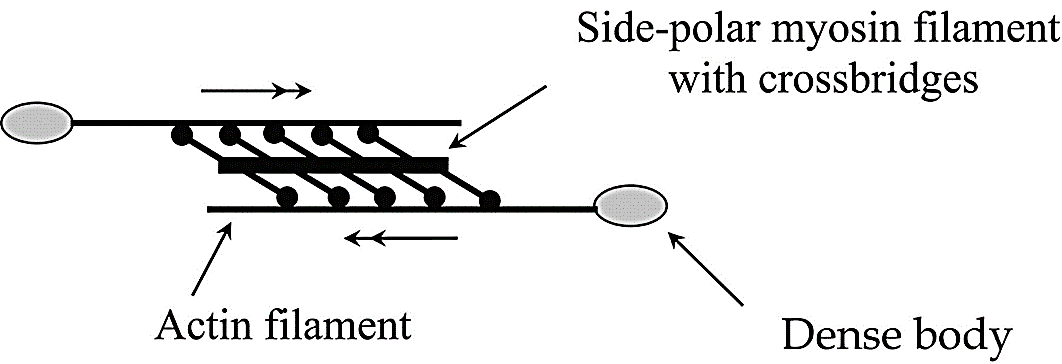 Side-polar myosin filament
with crossbridges
Actin filament
Dense body